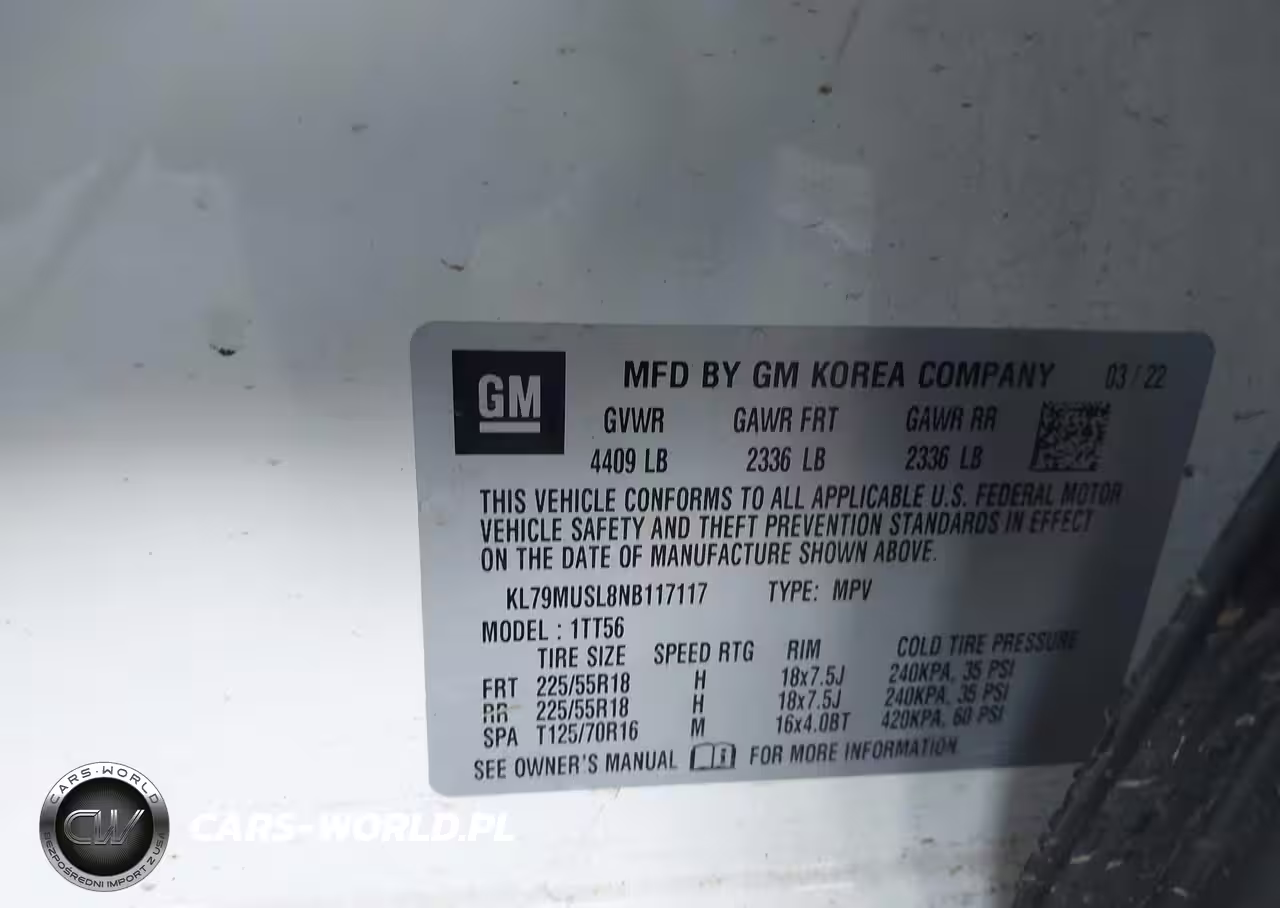 GM
MFD BY GM KOREA COMPANY 03 / 22
GVWR GAWR FRT GAWR RR
4409 LB 2336 LB 2336 LB
THIS VEHICLE CONFORMS TO ALL APPLICABLE U.S. FEDERAL MOTOR
VEHICLE SAFETY AND THEFT PREVENTION STANDARDS IN EFFECT
ON THE DATE OF MANUFACTURE SHOWN ABOVE.
KL79MUSL8NB117117 TYPE: MPV
MODEL : 1TT56
TIRE SIZE SPEED RTG RIM COLD TIRE PRESSURE
FRT 225/55R18 H 18x7.5J 240KPA, 35 PSI
RR 225/55R18 H 18x7.5J 240KPA, 35 PSI
SPA T125/70R16 M 16x4.0BT 420KPA, 60 PSI
SEE OWNER'S MANUAL FOR MORE INFORMATION
CARS-WORLD
CW
BEZPOŚREDNI IMPORT Z USA
CARS-WORLD.PL